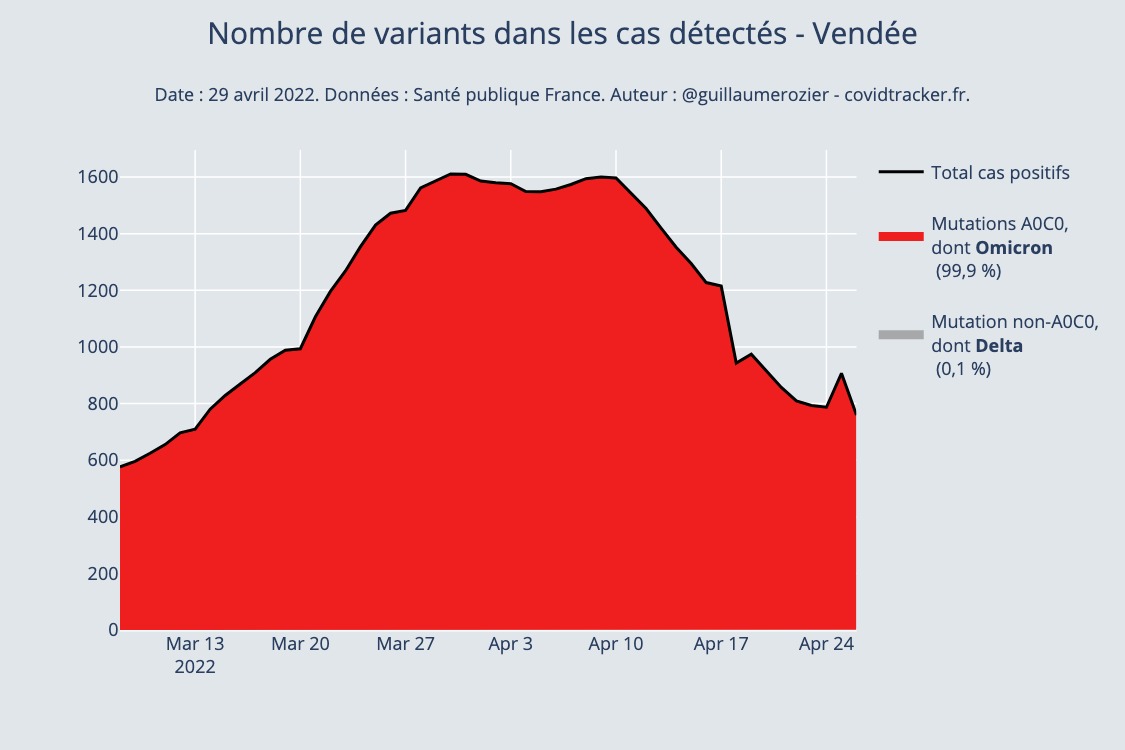 Nombre de variants dans les cas détectés - Vendée
Date : 29 avril 2022. Données : Santé publique France. Auteur : @guillaumerozier - covidtracker.fr.
1600
1400
1200
1000
800
600
400
200
0
Mar 13
2022
Mar 20
Mar 27
Apr 3
Apr 10
Apr 17
Apr 24
Total cas positifs
Mutations A0C0,
dont Omicron
(99,9 %)
Mutation non-A0C0,
dont Delta
(0,1 %)